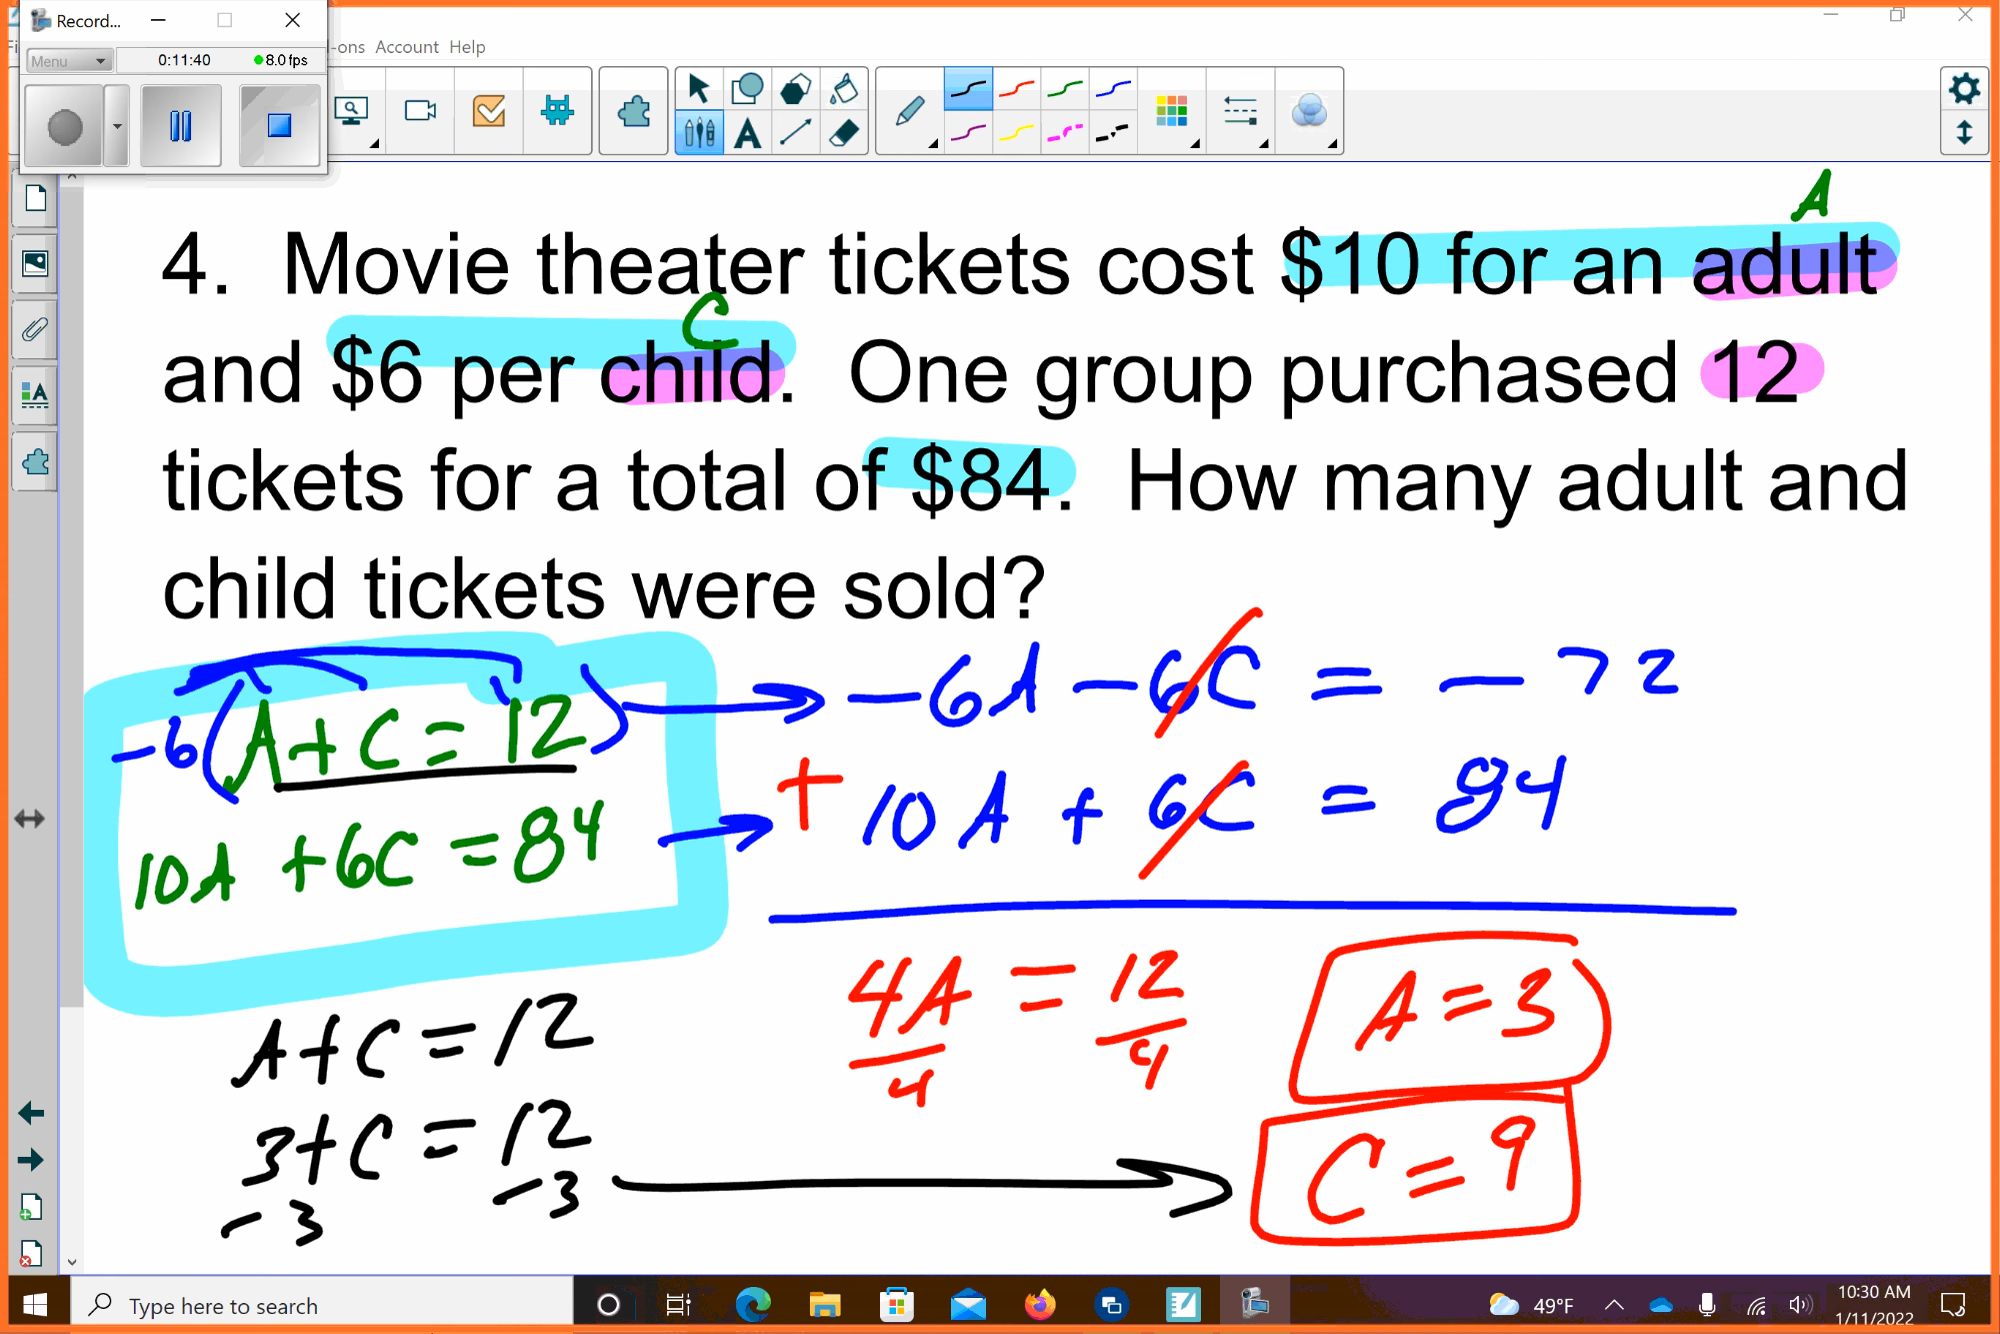 Record...
Menu
0:11:40
8.0 fps
-ons Account Help
A
4. Movie theater tickets cost $10 for an adult
C
and $6 per child. One group purchased 12
tickets for a total of $84. How many adult and
child tickets were sold?
-6(A+C=12)
-6A-6C = -72
10A +6C =84
+ 10A + 6C = 84
4A = 12
4 4
A=3
A+C=12
3+C=12
-3 -3
C=9
Type here to search
49°F
10:30 AM
1/11/2022